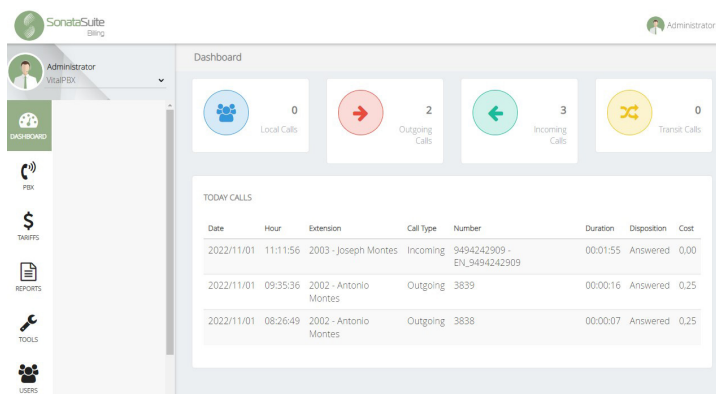 SonataSuite
Billing
Administrator
Administrator
VitalPBX
Dashboard
DASHBOARD
PBX
TARIFFS
REPORTS
TOOLS
USERS
0
Local Calls
2
Outgoing
Calls
3
Incoming
Calls
0
Transit Calls
TODAY CALLS
Date Hour Extension Call Type Number Duration Disposition Cost
2022/11/01 11:11:56 2003 - Joseph Montes Incoming 9494242909 - 00:01:55 Answered 0,00
EN_9494242909
2022/11/01 09:35:36 2002 - Antonio Outgoing 3839 00:00:16 Answered 0,25
Montes
2022/11/01 08:26:49 2002 - Antonio Outgoing 3838 00:00:07 Answered 0,25
Montes